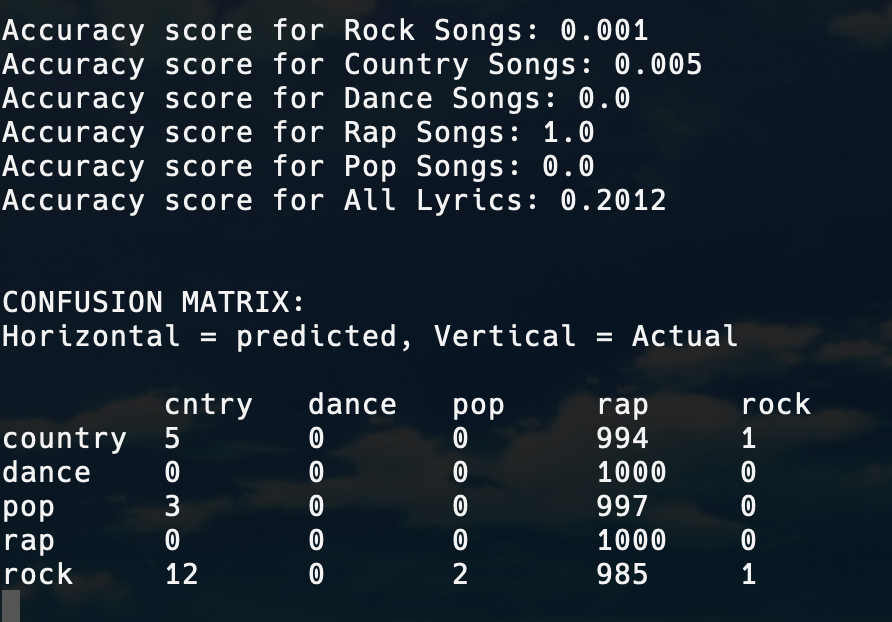 Accuracy score for Rock Songs: 0.001
Accuracy score for Country Songs: 0.005
Accuracy score for Dance Songs: 0.0
Accuracy score for Rap Songs: 1.0
Accuracy score for Pop Songs: 0.0
Accuracy score for All Lyrics: 0.2012
CONFUSION MATRIX:
Horizontal = predicted, Vertical = Actual
cntry dance pop rap rock
country 5 0 0 994 1
dance 0 0 0 1000 0
pop 3 0 0 997 0
rap 0 0 0 1000 0
rock 12 0 2 985 1